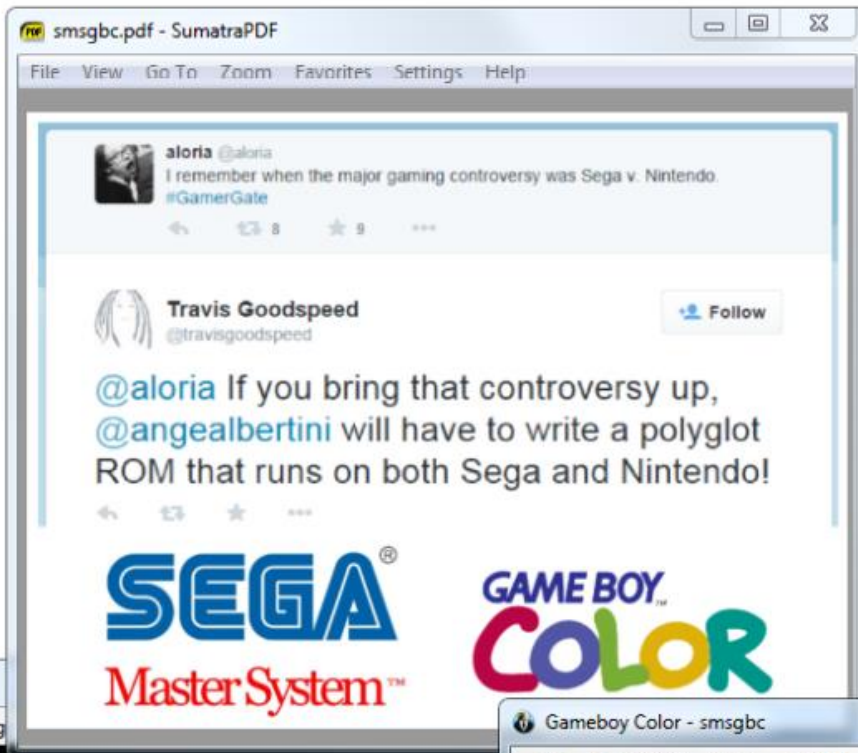 smsgbc.pdf - SumatraPDF
File View Go To Zoom Favorites Settings Help
aloria @aloria
I remember when the major gaming controversy was Sega v. Nintendo.
#GamerGate
8 9
Travis Goodspeed
@travisgoodspeed
Follow
@aloria If you bring that controversy up,
@angealbertini will have to write a polyglot
ROM that runs on both Sega and Nintendo!
SEGA®
Master System™
GAME BOY™
COLOR
Gameboy Color - smsgbc